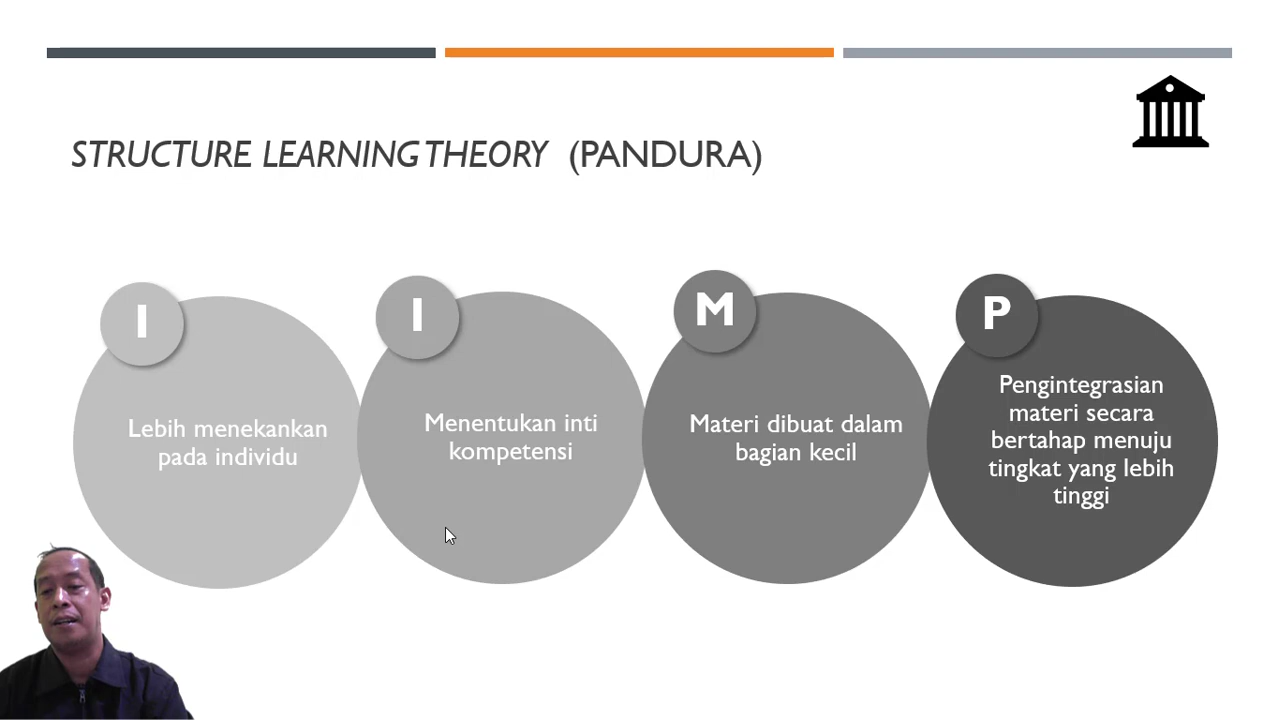 STRUCTURE LEARNING THEORY (PANDURA)
I
Lebih menekankan
pada individu
I
Menentukan inti
kompetensi
M
Materi dibuat dalam
bagian kecil
P
Pengintegrasian
materi secara
bertahap menuju
tingkat yang lebih
tinggi